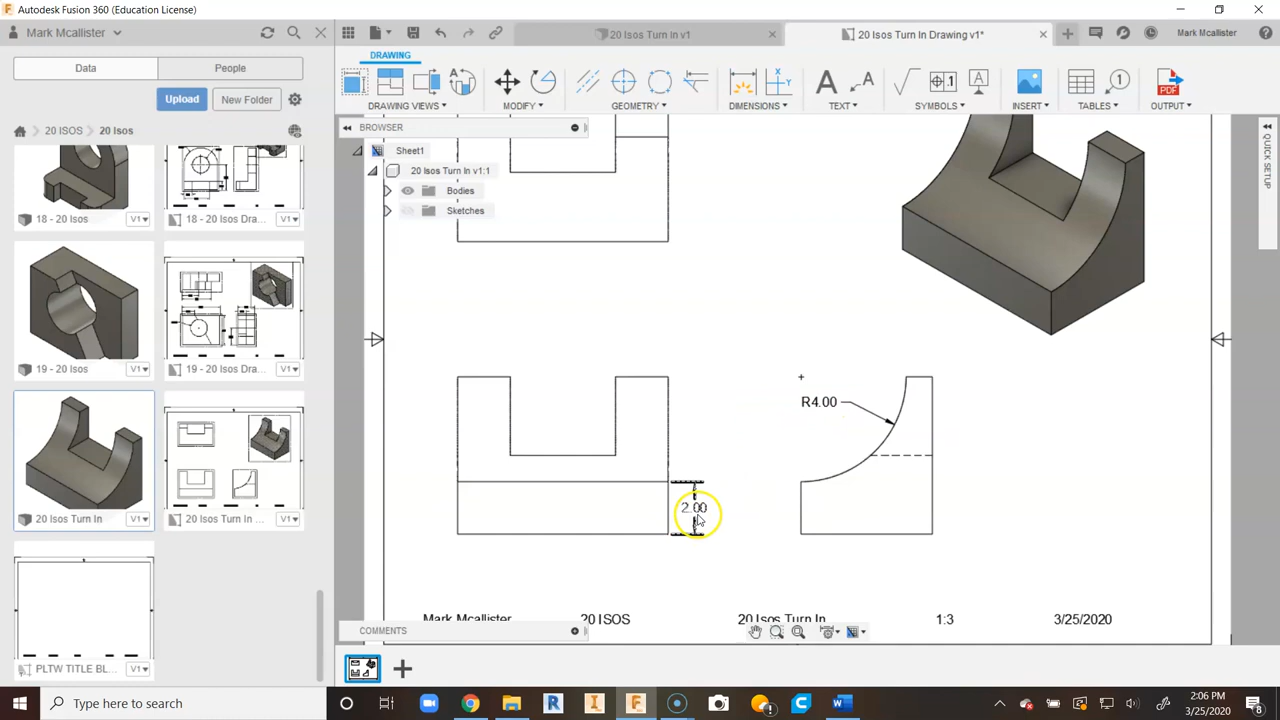 Autodesk Fusion 360 (Education License)
Mark Mcallister
20 Isos Turn In v1
20 Isos Turn In Drawing v1*
Mark Mcallister
Data
People
DRAWING
Upload
New Folder
DRAWING VIEWS
MODIFY
GEOMETRY
DIMENSIONS
TEXT
SYMBOLS
INSERT
TABLES
OUTPUT
20 ISOS
20 Isos
BROWSER
Sheet1
20 Isos Turn In v1:1
Bodies
Sketches
QUICK SETUP
18 - 20 Isos
V1
18 - 20 Isos Dra...
V1
19 - 20 Isos
V1
19 - 20 Isos Dra...
V1
R4.00
2.00
20 Isos Turn In
V1
20 Isos Turn In ...
V1
Mark Mcallister
20 ISOS
20 Isos Turn In
1:3
3/25/2020
COMMENTS
PLTW TITLE BL...
V1
Type here to search
2:06 PM
3/25/2020